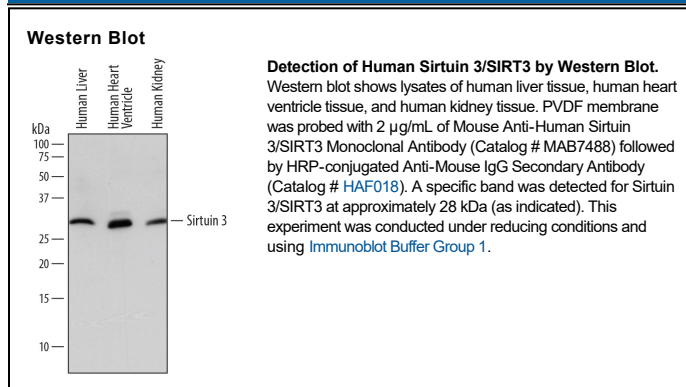 Western Blot
Human Liver
Human Heart
Ventricle
Human Kidney
kDa
100
75
50
37
25
20
15
10
Sirtuin 3
Detection of Human Sirtuin 3/SIRT3 by Western Blot.
Western blot shows lysates of human liver tissue, human heart
ventricle tissue, and human kidney tissue. PVDF membrane
was probed with 2 µg/mL of Mouse Anti-Human Sirtuin
3/SIRT3 Monoclonal Antibody (Catalog # MAB7488) followed
by HRP-conjugated Anti-Mouse IgG Secondary Antibody
(Catalog # HAF018). A specific band was detected for Sirtuin
3/SIRT3 at approximately 28 kDa (as indicated). This
experiment was conducted under reducing conditions and
using Immunoblot Buffer Group 1.